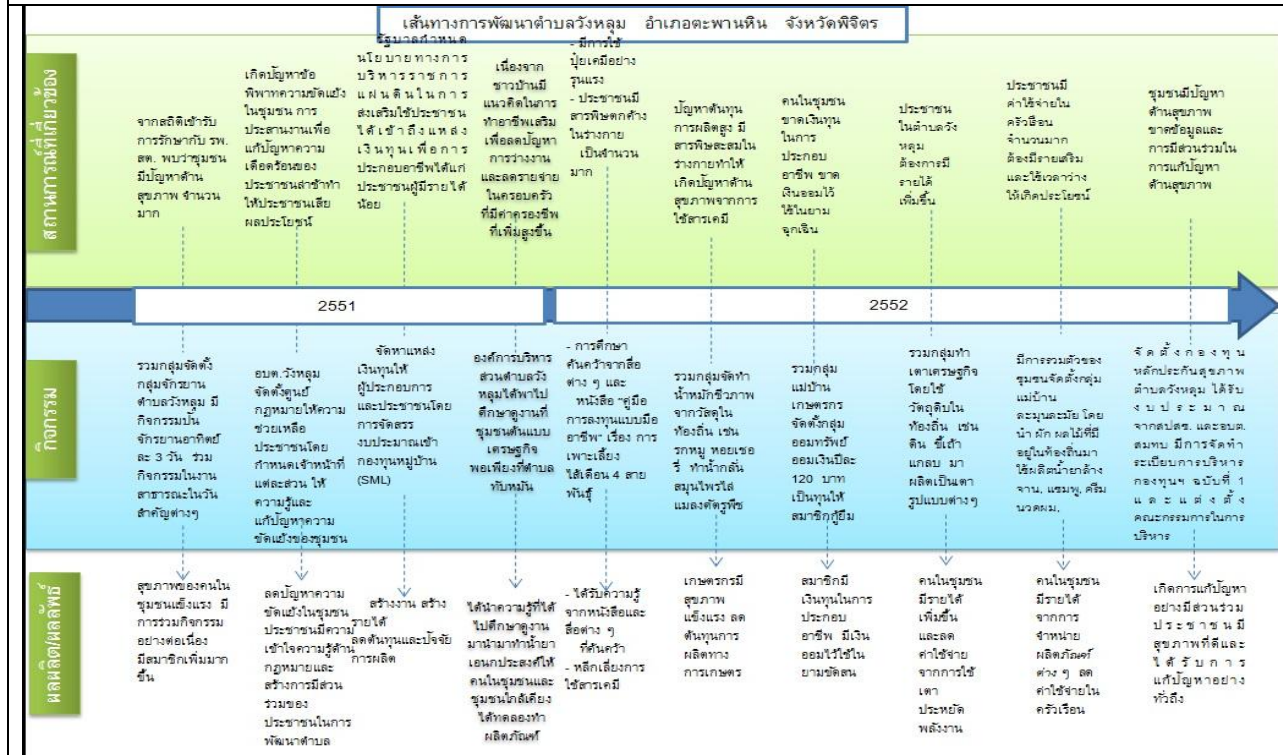 เส้นทางการพัฒนาตำบลวังหลุม อำเภอตะพานหิน จังหวัดพิจิตร
สถานการณ์ที่เกี่ยวข้อง
จากสถิติเข้ารับ
การรักษากับ รพ.
สต. พบว่าชุมชน
มีปัญหาด้าน
สุขภาพ จำนวน
มาก
เกิดปัญหาข้อ
พิพาทความขัดแย้ง
ในชุมชน การ
ประสานงานเพื่อ
แก้ปัญหาความ
เดือดร้อนของ
ประชาชนล่าช้าทำ
ให้ประชาชนเสีย
ผลประโยชน์
รัฐบาลกำหนด
นโยบายทางการ
บริหารราชการ
แผ่นดินในการ
ส่งเสริมใช้ประชาชน
ได้เข้าถึงแหล่ง
เงินทุนเพื่อการ
ประกอบอาชีพได้แก่
ประชาชนผู้มีรายได้
น้อย
เนื่องจาก
ชาวบ้านมี
แนวคิดในการ
ทำอาชีพเสริม
เพื่อลดปัญหา
การว่างงาน
และลดรายจ่าย
ในครอบครัว
ที่มีค่าครองชีพ
ที่เพิ่มสูงขึ้น
- มีการใช้
ปุ๋ยเคมีอย่าง
รุนแรง
- ประชาชนมี
สารพิษตกค้าง
ในร่างกาย
เป็นจำนวน
มาก
ปัญหาต้นทุน
การผลิตสูง มี
สารพิษสะสมใน
ร่างกายทำให้
เกิดปัญหาด้าน
สุขภาพจากการ
ใช้สารเคมี
คนในชุมชน
ขาดเงินทุน
ในการ
ประกอบ
อาชีพ ขาด
เงินออมไว้
ใช้ในยาม
ฉุกเฉิน
ประชาชน
ในตำบลวัง
หลุม
ต้องการมี
รายได้
เพิ่มขึ้น
ประชาชนมี
ค่าใช้จ่ายใน
ครัวเรือน
จำนวนมาก
ต้องมีรายเสริม
และใช้เวลาว่าง
ให้เกิดประโยชน์
ชุมชนมีปัญหา
ด้านสุขภาพ
ขาดข้อมูลและ
การมีส่วนร่วมใน
การแก้ปัญหา
ด้านสุขภาพ
2551
2552
กิจกรรม
รวมกลุ่มจัดตั้ง
กลุ่มจักรยาน
ตำบลวังหลุม มี
กิจกรรมปั่น
จักรยานอาทิตย์
ละ 3 วัน ร่วม
กิจกรรมในงาน
สาธารณะในวัน
สำคัญต่างๆ
อบต.วังหลุม
จัดตั้งศูนย์
กฎหมายให้ความ
ช่วยเหลือ
ประชาชนโดย
กำหนดเจ้าหน้าที่
แต่ละส่วน ให้
ความรู้และ
แก้ปัญหาความ
ขัดแย้งของชุมชน
จัดหาแหล่ง
เงินทุนให้
ผู้ประกอบการ
และประชาชนโดย
การจัดสรร
งบประมาณเข้า
กองทุนหมู่บ้าน
(SML)
องค์การบริหาร
ส่วนตำบลวัง
หลุมได้พาไป
ศึกษาดูงานที่
ชุมชนต้นแบบ
เศรษฐกิจ
พอเพียงที่ตำบล
ทับหมัน
- การศึกษา
ค้นคว้าจากสื่อ
ต่าง ๆ และ
หนังสือ "คู่มือ
การลงทุนแบบมือ
อาชีพ" เรื่อง การ
เพาะเลี้ยง
ไส้เดือน 4 สาย
พันธุ์
รวมกลุ่มจัดทำ
น้ำหมักชีวภาพ
จากวัสดุใน
ท้องถิ่น เช่น
รกหมู หอยเชอ
รี่ ทำน้ำกลั่น
สมุนไพรไล่
แมลงศัตรูพืช
รวมกลุ่ม
แม่บ้าน
เกษตรกร
จัดตั้งกลุ่ม
ออมทรัพย์
ออมเงินปีละ
120 บาท
เป็นทุนให้
สมาชิกกู้ยืม
รวมกลุ่มทำ
เตาเศรษฐกิจ
โดยใช้
วัตถุดิบใน
ท้องถิ่น เช่น
ดิน ขี้เถ้า
แกลบ มา
ผลิตเป็นเตา
รูปแบบต่างๆ
มีการรวมตัวของ
ชุมชนจัดตั้งกลุ่ม
แม่บ้าน
ละมุนละมัย โดย
นำ ผัก ผลไม้ที่มี
อยู่ในท้องถิ่นมา
ใช้ผลิตน้ำยาล้าง
จาน, แชมพู, ครีม
นวดผม,
จัดตั้งกองทุน
หลักประกันสุขภาพ
ตำบลวังหลุม ได้รับ
งบประมาณ
จากสปสช. และอบต.
สมทบ มีการจัดทำ
ระเบียบการบริหาร
กองทุนฯ ฉบับที่ 1
และแต่งตั้ง
คณะกรรมการในการ
บริหาร
ผลผลิต/ผลลัพธ์
สุขภาพของคนใน
ชุมชนแข็งแรง มี
การร่วมกิจกรรม
อย่างต่อเนื่อง
มีสมาชิกเพิ่มมาก
ขึ้น
ลดปัญหาความ
ขัดแย้งในชุมชน
ประชาชนมีความ
เข้าใจความรู้ด้าน
กฎหมายและ
สร้างการมีส่วน
ร่วมของ
ประชาชนในการ
พัฒนาตำบล
สร้างงาน สร้าง
รายได้
ลดต้นทุนและปัจจัย
การผลิต
ได้นำความรู้ที่ได้
ไปศึกษาดูงาน
มานำมาทำน้ำยา
เอนกประสงค์ให้
คนในชุมชนและ
ชุมชนใกล้เคียง
ได้ทดลองทำ
ผลิตภัณฑ์
- ได้รับความรู้
จากหนังสือและ
สื่อต่าง ๆ
ที่ค้นคว้า
- หลีกเลี่ยงการ
ใช้สารเคมี
เกษตรกรมี
สุขภาพ
แข็งแรง ลด
ต้นทุนการ
ผลิตทาง
การเกษตร
สมาชิกมี
เงินทุนในการ
ประกอบ
อาชีพ มีเงิน
ออมไว้ใช้ใน
ยามขัดสน
คนในชุมชน
มีรายได้
เพิ่มขึ้น
และลด
ค่าใช้จ่าย
จากการใช้
เตา
ประหยัด
พลังงาน
คนในชุมชน
มีรายได้
จากการ
จำหน่าย
ผลิตภัณฑ์
ต่าง ๆ ลด
ค่าใช้จ่ายใน
ครัวเรือน
เกิดการแก้ปัญหา
อย่างมีส่วนร่วม
ประชาชนมี
สุขภาพที่ดีและ
ได้รับการ
แก้ปัญหาอย่าง
ทั่วถึง